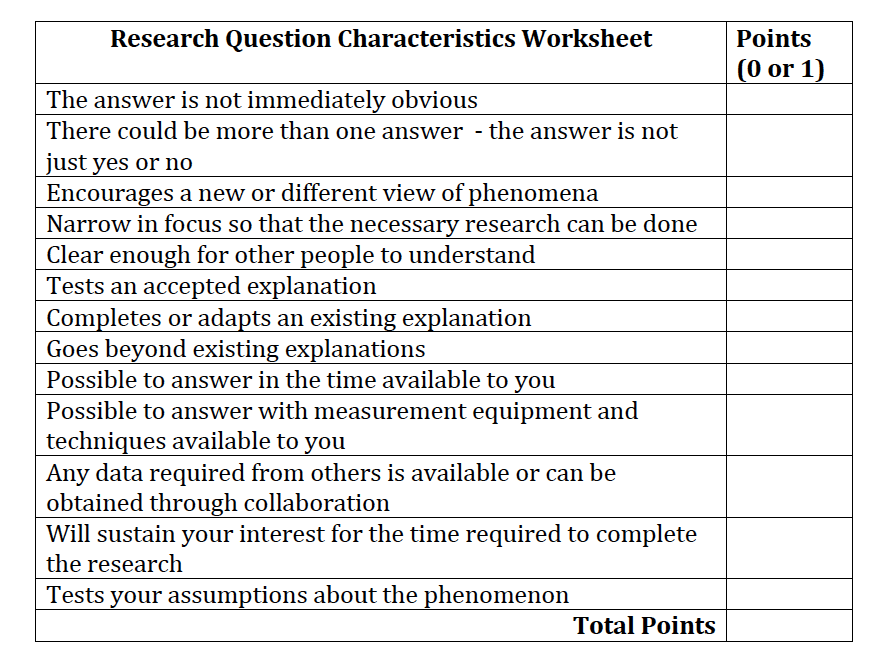 Research Question Characteristics Worksheet
Points
(0 or 1)
The answer is not immediately obvious
There could be more than one answer - the answer is not
just yes or no
Encourages a new or different view of phenomena
Narrow in focus so that the necessary research can be done
Clear enough for other people to understand
Tests an accepted explanation
Completes or adapts an existing explanation
Goes beyond existing explanations
Possible to answer in the time available to you
Possible to answer with measurement equipment and
techniques available to you
Any data required from others is available or can be
obtained through collaboration
Will sustain your interest for the time required to complete
the research
Tests your assumptions about the phenomenon
Total Points